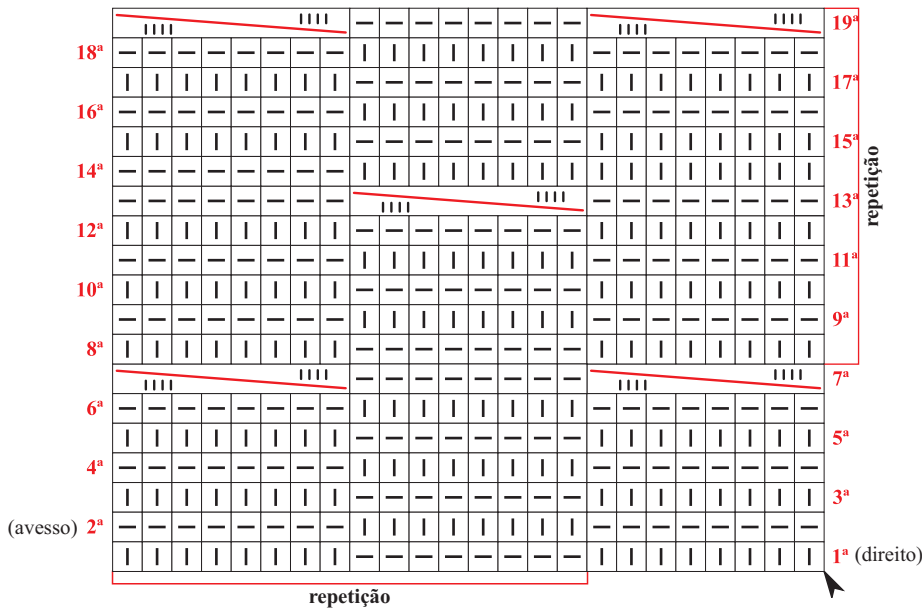 19ª
18ª
17ª
16ª
15ª
14ª
13ª
repetição
12ª
11ª
10ª
9ª
8ª
7ª
6ª
5ª
4ª
3ª
(avesso) 2ª
1ª (direito)
repetição